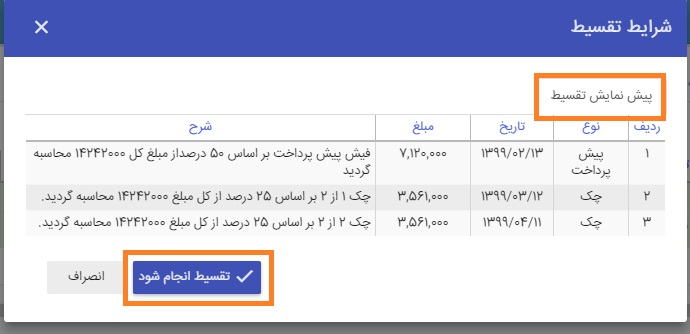 شرایط تقسیط
پیش نمایش تقسیط
ردیف نوع تاریخ مبلغ شرح
۱ پیش پرداخت ۱۳۹۹/۰۲/۱۳ ۷,۱۲۰,۰۰۰ فیش پیش پرداخت بر اساس ۵۰ درصداز مبلغ کل ۱۴۲۴۲۰۰۰ محاسبه
گردید
۲ چک ۱۳۹۹/۰۳/۱۲ ۳,۵۶۱,۰۰۰ چک ۱ از ۲ بر اساس ۲۵ درصد از کل مبلغ ۱۴۲۴۲۰۰۰ محاسبه گردید.
۳ چک ۱۳۹۹/۰۴/۱۱ ۳,۵۶۱,۰۰۰ چک ۲ از ۲ بر اساس ۲۵ درصد از کل مبلغ ۱۴۲۴۲۰۰۰ محاسبه گردید.
تقسیط انجام شود
انصراف